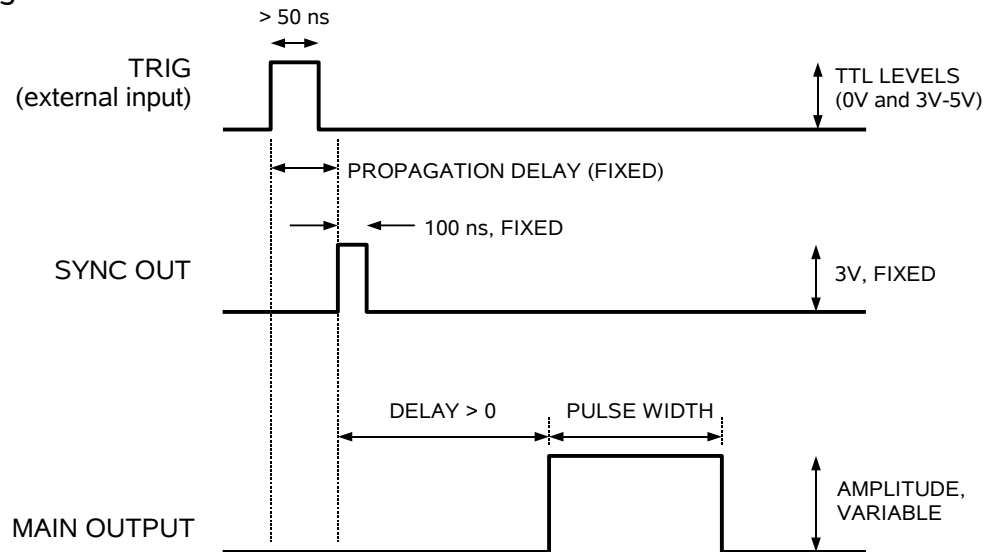 > 50 ns
TRIG
(external input)
TTL LEVELS
(0V and 3V-5V)
PROPAGATION DELAY (FIXED)
100 ns, FIXED
SYNC OUT
3V, FIXED
DELAY > 0
PULSE WIDTH
AMPLITUDE,
VARIABLE
MAIN OUTPUT